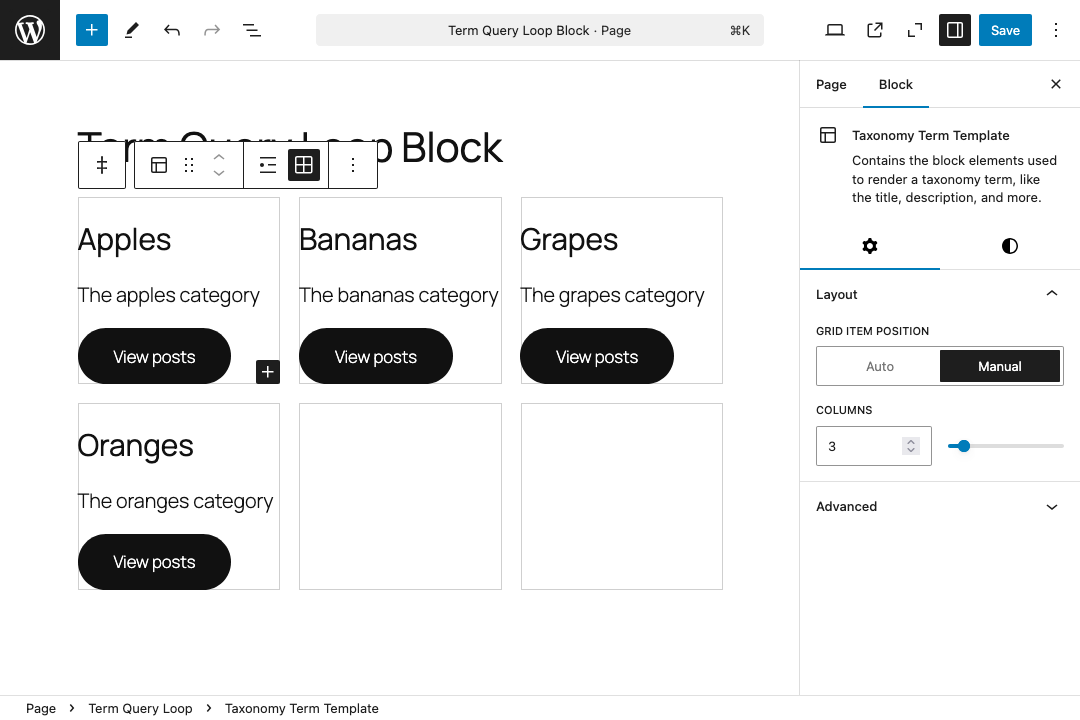 Term Query Loop Block · Page
⌘K
Save
Page
Block
Term Query Loop Block
Taxonomy Term Template
Contains the block elements used
to render a taxonomy term, like
the title, description, and more.
Apples
Bananas
Grapes
The apples category
The bananas category
The grapes category
View posts
View posts
View posts
Layout
GRID ITEM POSITION
Auto
Manual
COLUMNS
3
Oranges
The oranges category
View posts
Advanced
Page
Term Query Loop
Taxonomy Term Template